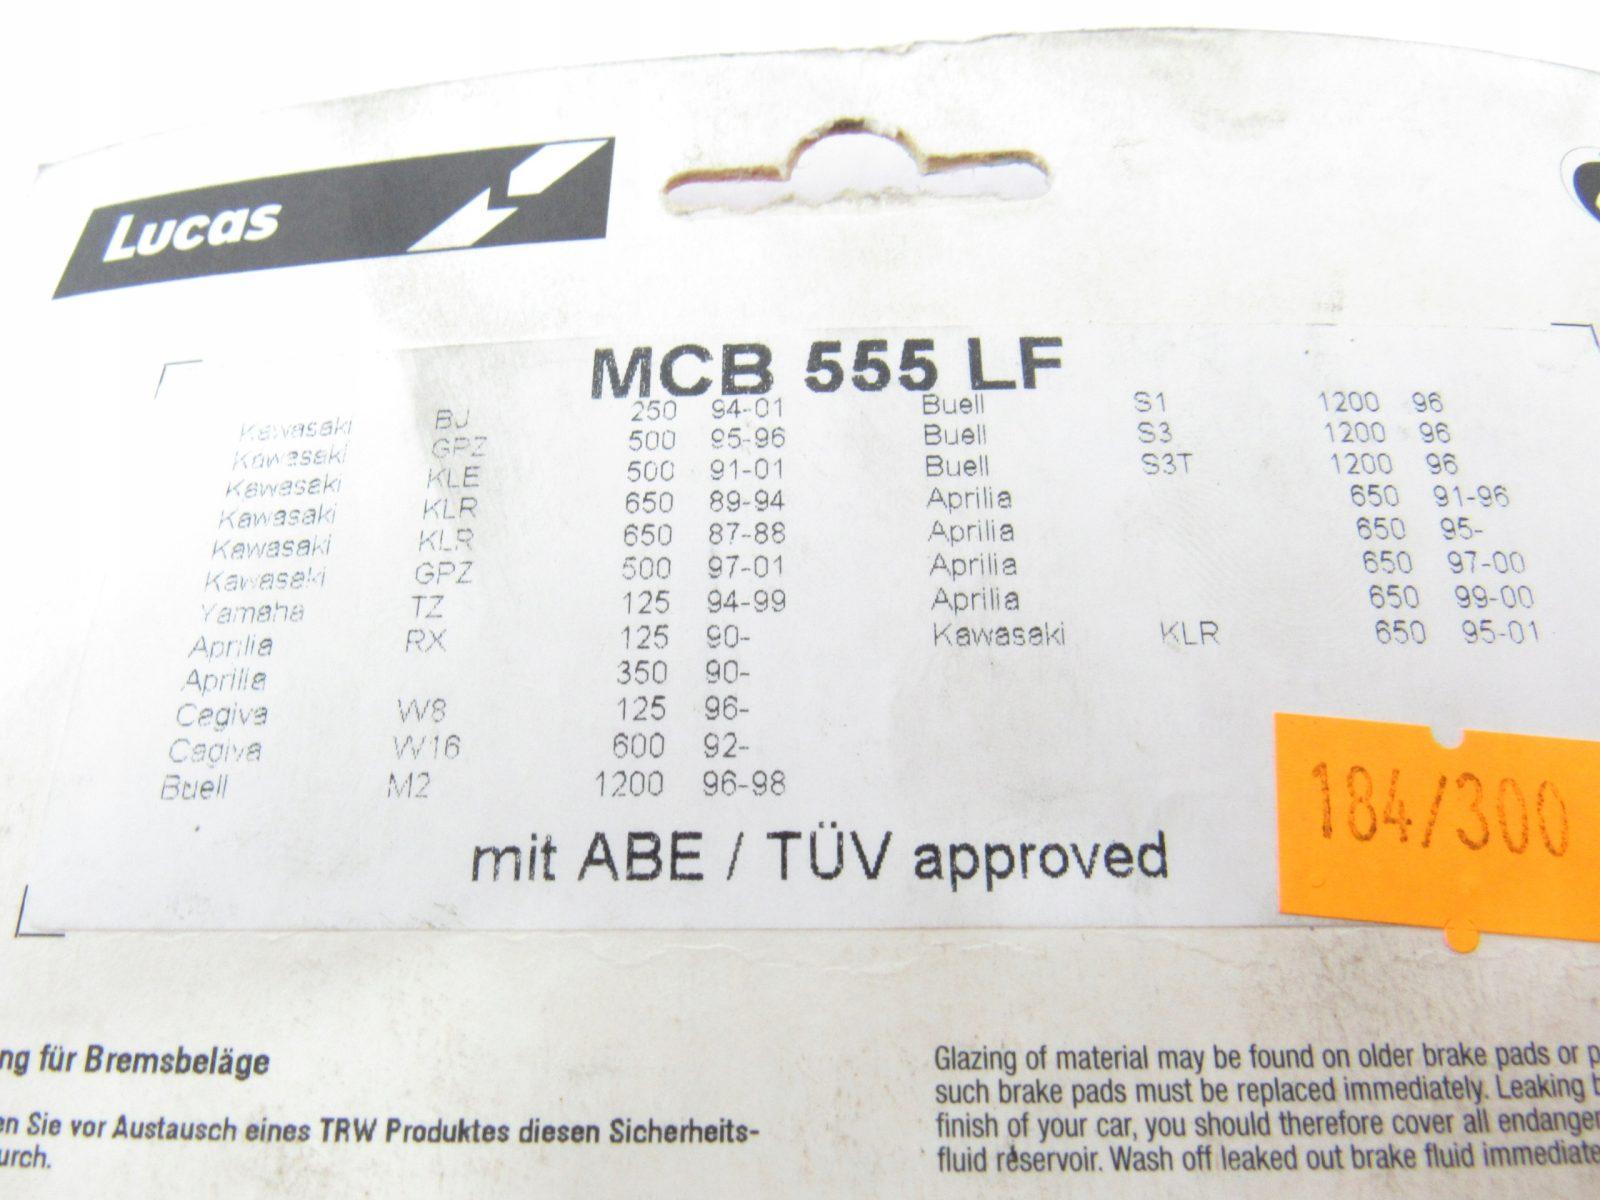 Lucas
MCB 555 LF
Kawasaki BJ 250 94-01
Kawasaki GPZ 500 95-96
Kawasaki KLE 500 91-01
Kawasaki KLR 650 89-94
Kawasaki KLR 650 87-88
Kawasaki GPZ 500 97-01
Yamaha TZ 125 94-99
Aprilia RX 125 90-
Aprilia 350 90-
Cagiva W8 125 96-
Cagiva W16 600 92-
Buell M2 1200 96-98
Buell S1 1200 96
Buell S3 1200 96
Buell S3T 1200 96
Aprilia 650 91-96
Aprilia 650 95-
Aprilia 650 97-00
Aprilia 650 99-00
Kawasaki KLR 650 95-01
mit ABE / TÜV approved
184/300
ng für Bremsbeläge
en Sie vor Austausch eines TRW Produktes diesen Sicherheits-
urch.
Glazing of material may be found on older brake pads or p
such brake pads must be replaced immediately. Leaking b
finish of your car, you should therefore cover all endanger
fluid reservoir. Wash off leaked out brake fluid immediate